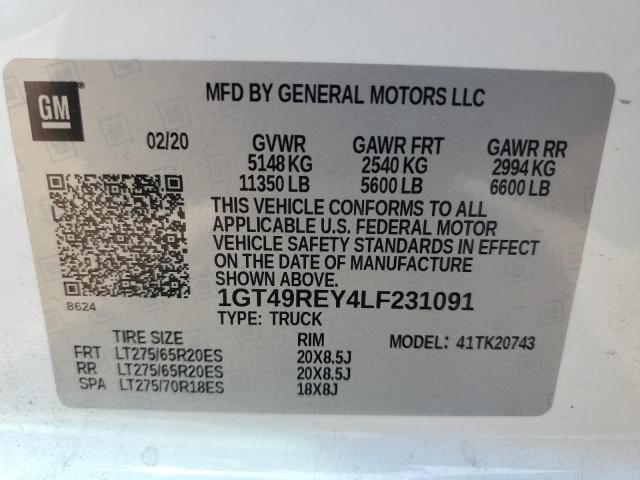 GM
MFD BY GENERAL MOTORS LLC
02/20 GVWR GAWR FRT GAWR RR
5148 KG 2540 KG 2994 KG
11350 LB 5600 LB 6600 LB
THIS VEHICLE CONFORMS TO ALL
APPLICABLE U.S. FEDERAL MOTOR
VEHICLE SAFETY STANDARDS IN EFFECT
ON THE DATE OF MANUFACTURE
SHOWN ABOVE.
8624
1GT49REY4LF231091
TYPE: TRUCK MODEL: 41TK20743
TIRE SIZE RIM
FRT LT275/65R20ES 20X8.5J
RR LT275/65R20ES 20X8.5J
SPA LT275/70R18ES 18X8J